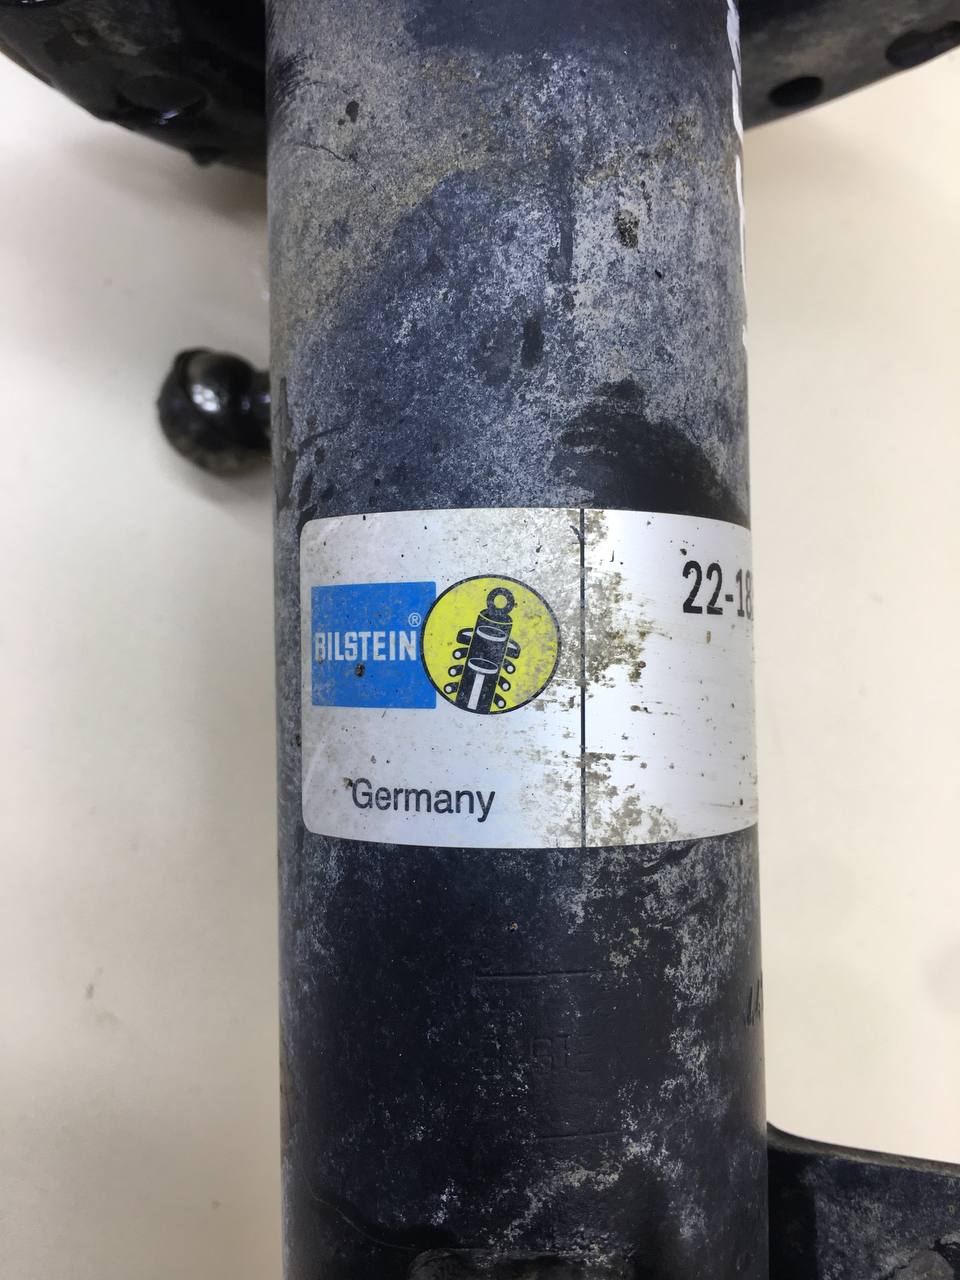 BILSTEIN®
22-18
Germany